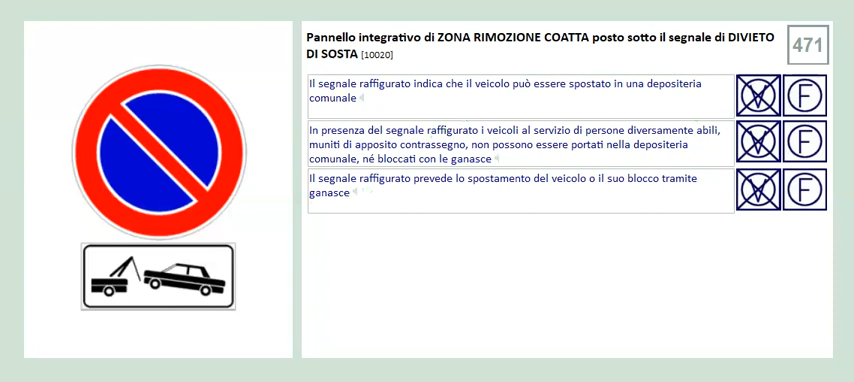 Pannello integrativo di ZONA RIMOZIONE COATTA posto sotto il segnale di DIVIETO
DI SOSTA [10020]
471
Il segnale raffigurato indica che il veicolo può essere spostato in una depositeria
comunale
V F
In presenza del segnale raffigurato i veicoli al servizio di persone diversamente abili,
muniti di apposito contrassegno, non possono essere portati nella depositeria
comunale, né bloccati con le ganasce
V F
Il segnale raffigurato prevede lo spostamento del veicolo o il suo blocco tramite
ganasce
V F